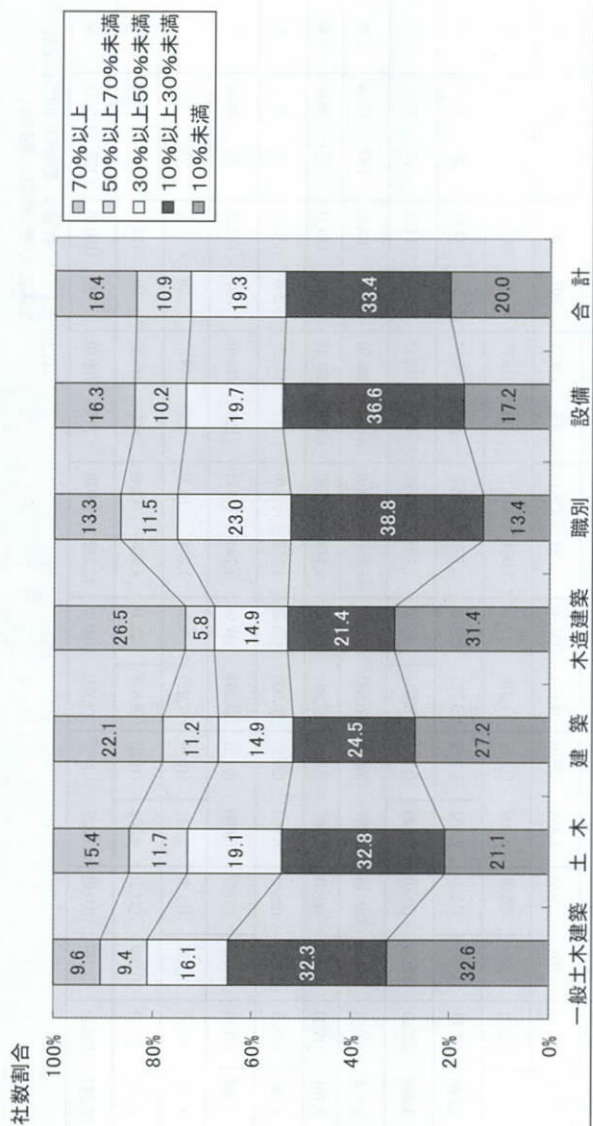 社数割合
■ 70%以上
□ 50%以上70%未満
□ 30%以上50%未満
■ 10%以上30%未満
■ 10%未満
100%
80%
60%
40%
20%
0%
9.6 15.4 22.1 26.5 13.3 16.3 16.4
9.4 11.7 11.2 5.8 11.5 10.2 10.9
16.1 19.1 14.9 14.9 23.0 19.7 19.3
32.3 32.8 24.5 21.4 38.8 36.6 33.4
32.6 21.1 27.2 31.4 13.4 17.2 20.0
一般土木建築 土 木 建 築 木造建築 職別 設備 合 計